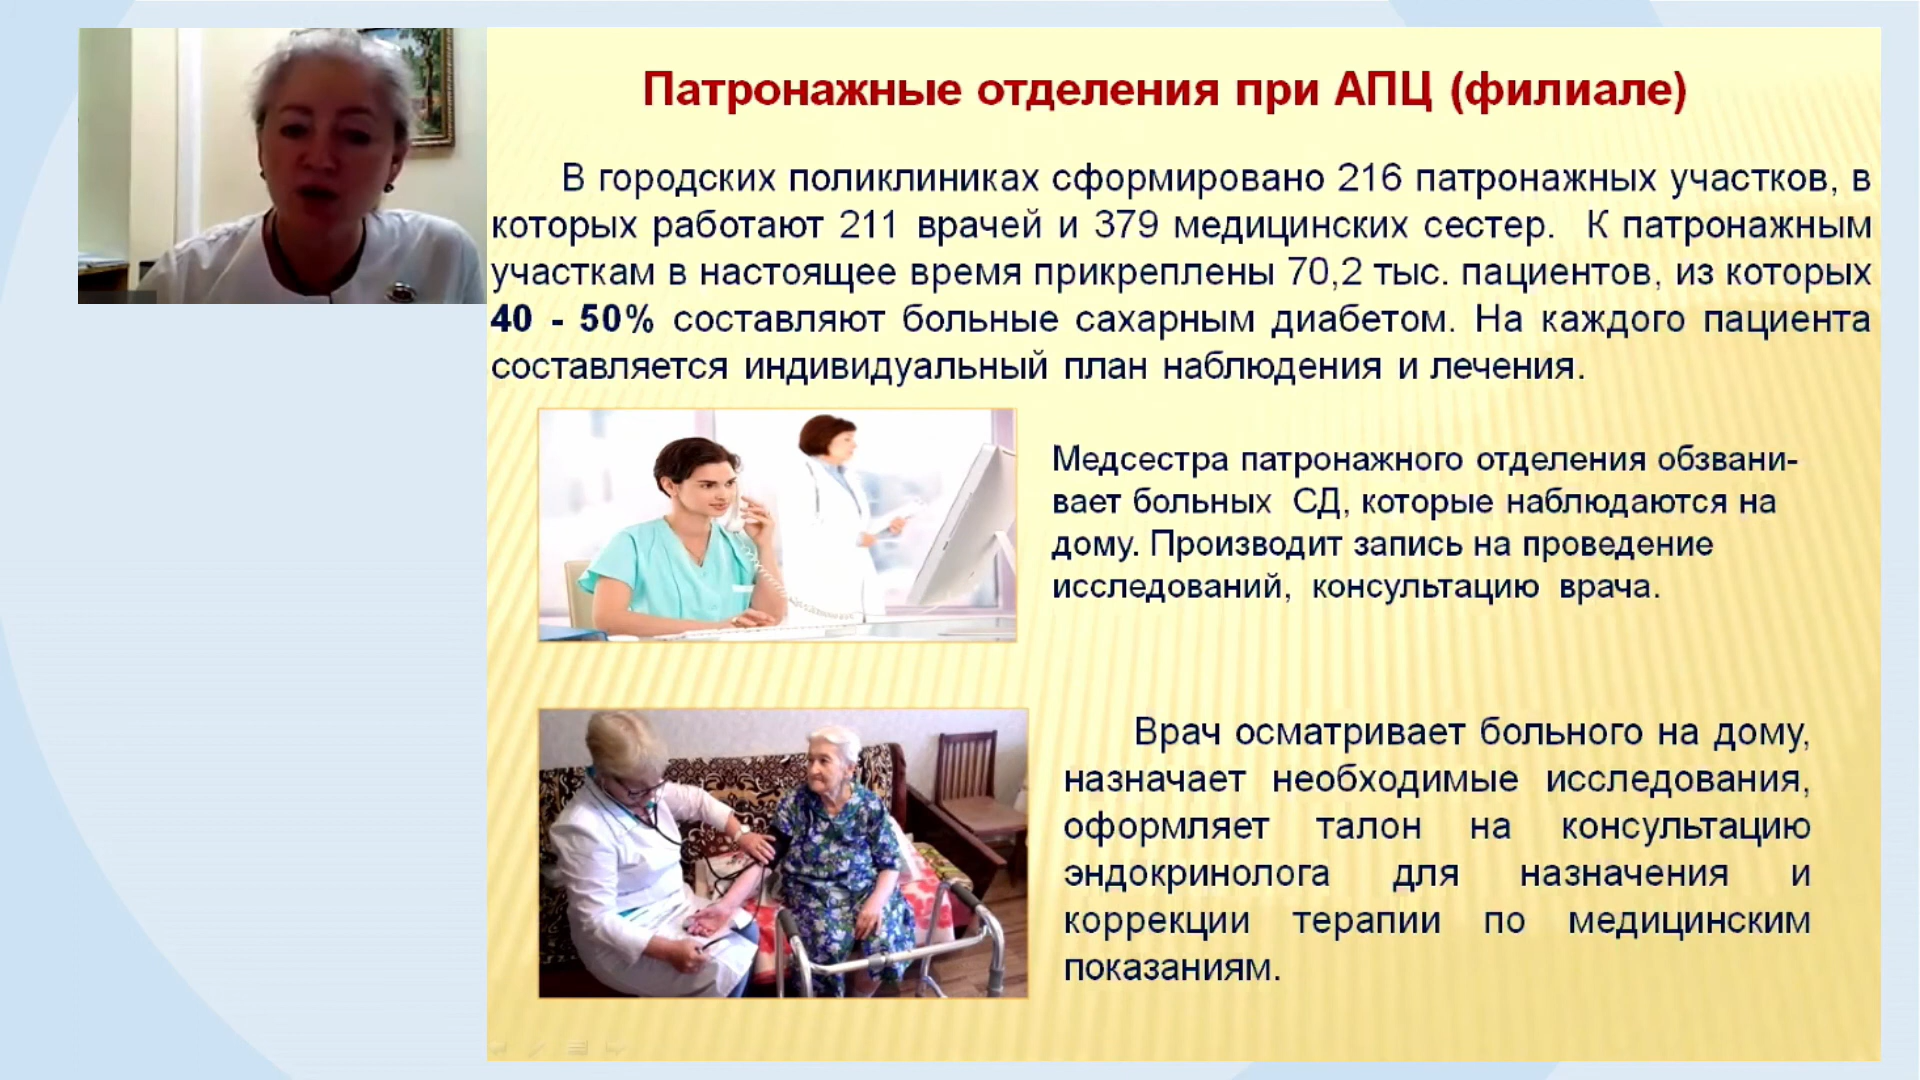 Патронажные отделения при АПЦ (филиале)
В городских поликлиниках сформировано 216 патронажных участков, в
которых работают 211 врачей и 379 медицинских сестер. К патронажным
участкам в настоящее время прикреплены 70,2 тыс. пациентов, из которых
40 - 50% составляют больные сахарным диабетом. На каждого пациента
составляется индивидуальный план наблюдения и лечения.
Медсестра патронажного отделения обзвани-
вает больных СД, которые наблюдаются на
дому. Производит запись на проведение
исследований, консультацию врача.
Врач осматривает больного на дому,
назначает необходимые исследования,
оформляет талон на консультацию
эндокринолога для назначения и
коррекции терапии по медицинским
показаниям.